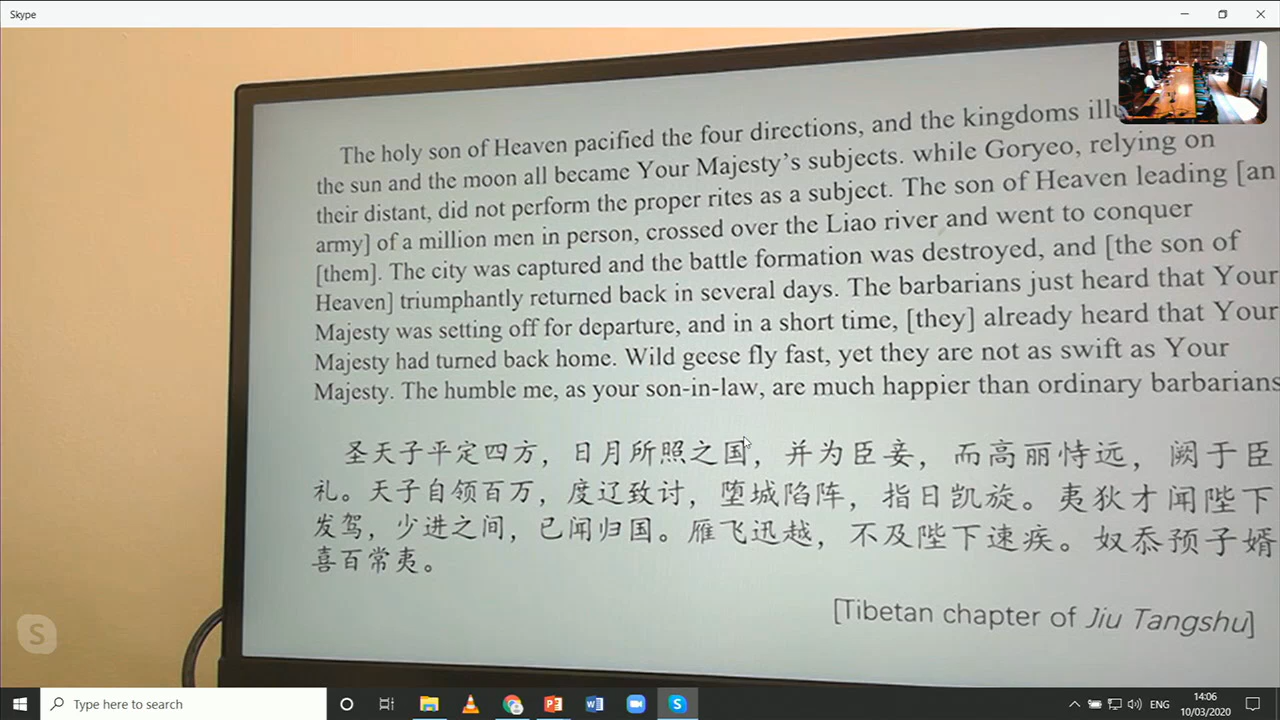 Skype
The holy son of Heaven pacified the four directions, and the kingdoms
the sun and the moon all became Your Majesty's subjects. while Goryeo, relying on
their distant, did not perform the proper rites as a subject. The son of Heaven leading [an
army] of a million men in person, crossed over the Liao river and went to conquer
[them]. The city was captured and the battle formation was destroyed, and [the son of
Heaven] triumphantly returned back in several days. The barbarians just heard that Your
Majesty was setting off for departure, and in a short time, [they] already heard that Your
Majesty had turned back home. Wild geese fly fast, yet they are not as swift as Your
Majesty. The humble me, as your son-in-law, are much happier than ordinary barbarians
圣天子平定四方，日月所照之国，并为臣妾，而高丽恃远，阙于臣
礼。天子自领百万，度辽致讨，堕城陷阵，指日凯旋。夷狄才闻陛下
发驾，少进之间，已闻归国。雁飞迅越，不及陛下速疾。奴忝预子婿
喜百常夷。
[Tibetan chapter of Jiu Tangshu]
S
Type here to search
ENG
14:06
10/03/2020